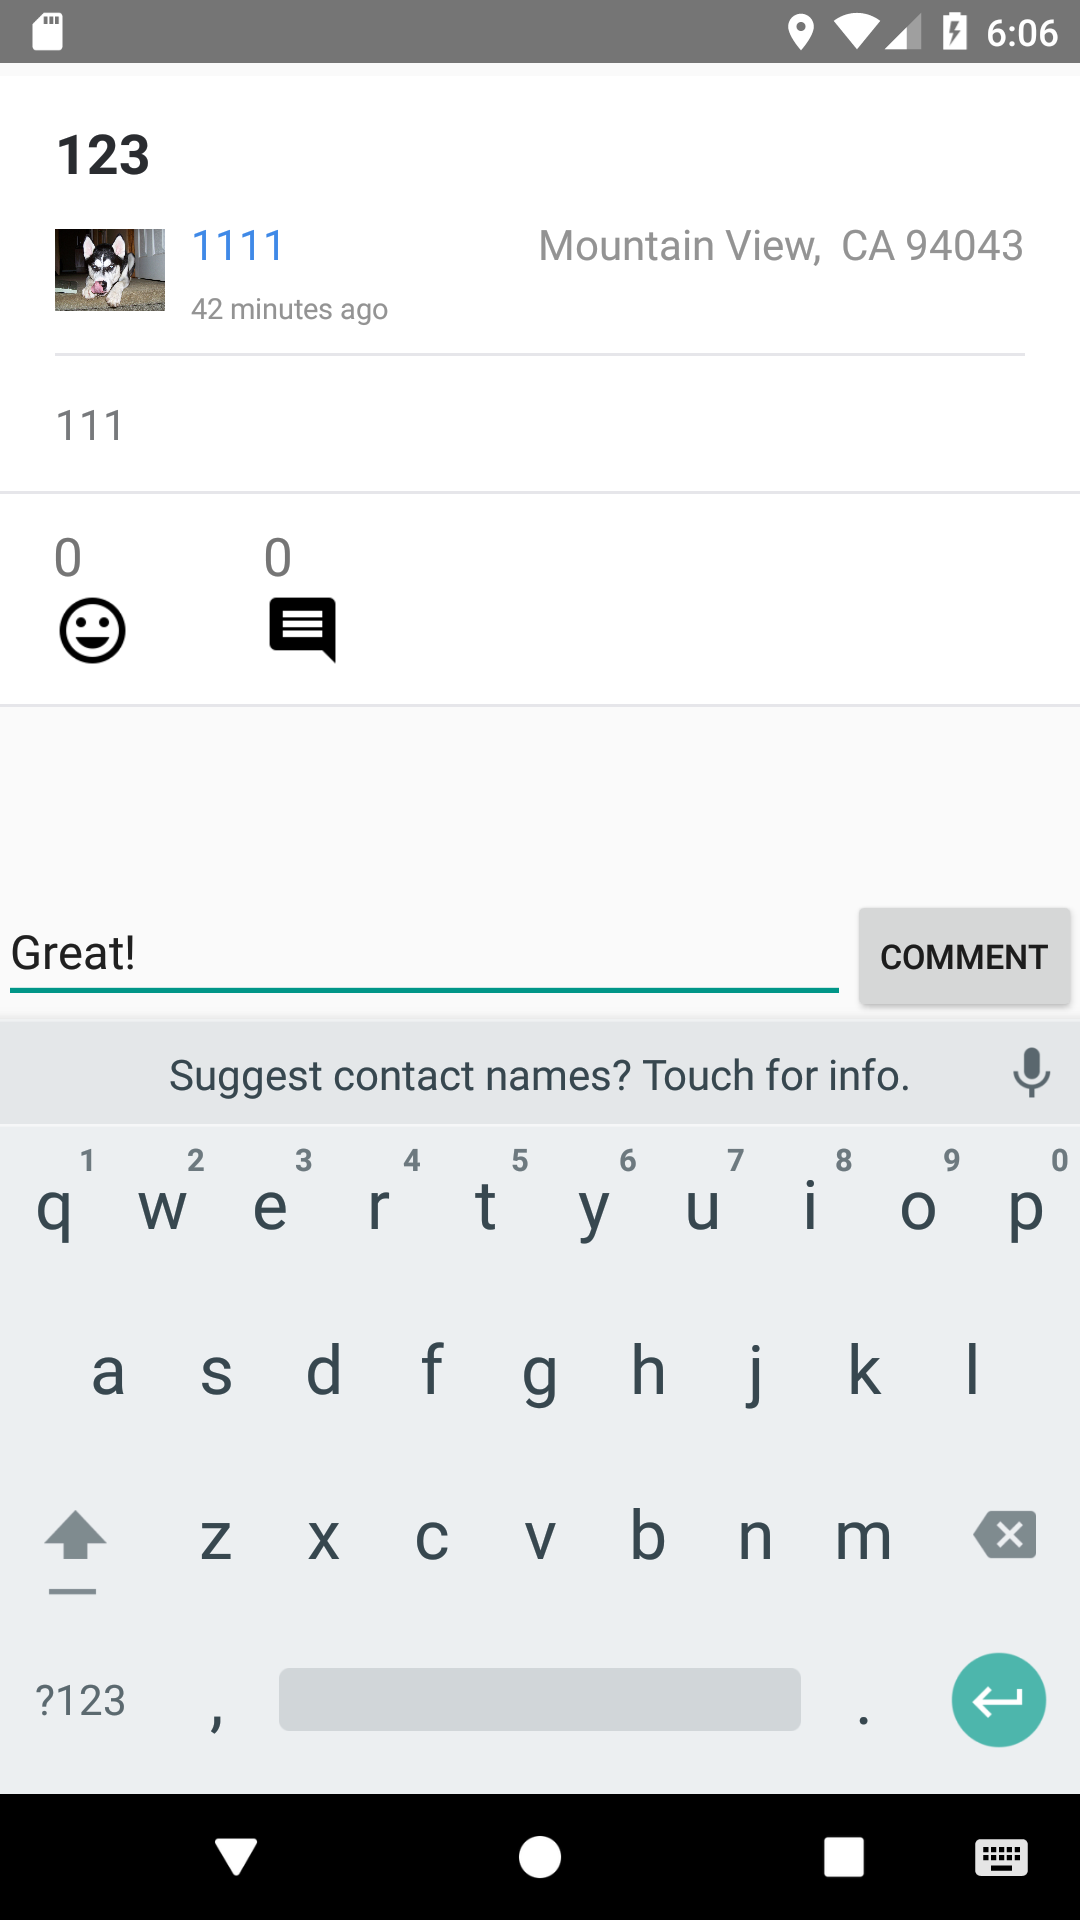 6:06
123
1111
Mountain View,  CA 94043
42 minutes ago
111
0 0
Great!
COMMENT
Suggest contact names? Touch for info.
1 2 3 4 5 6 7 8 9 0
q w e r t y u i o p
a s d f g h j k l
z x c v b n m
?123 , .